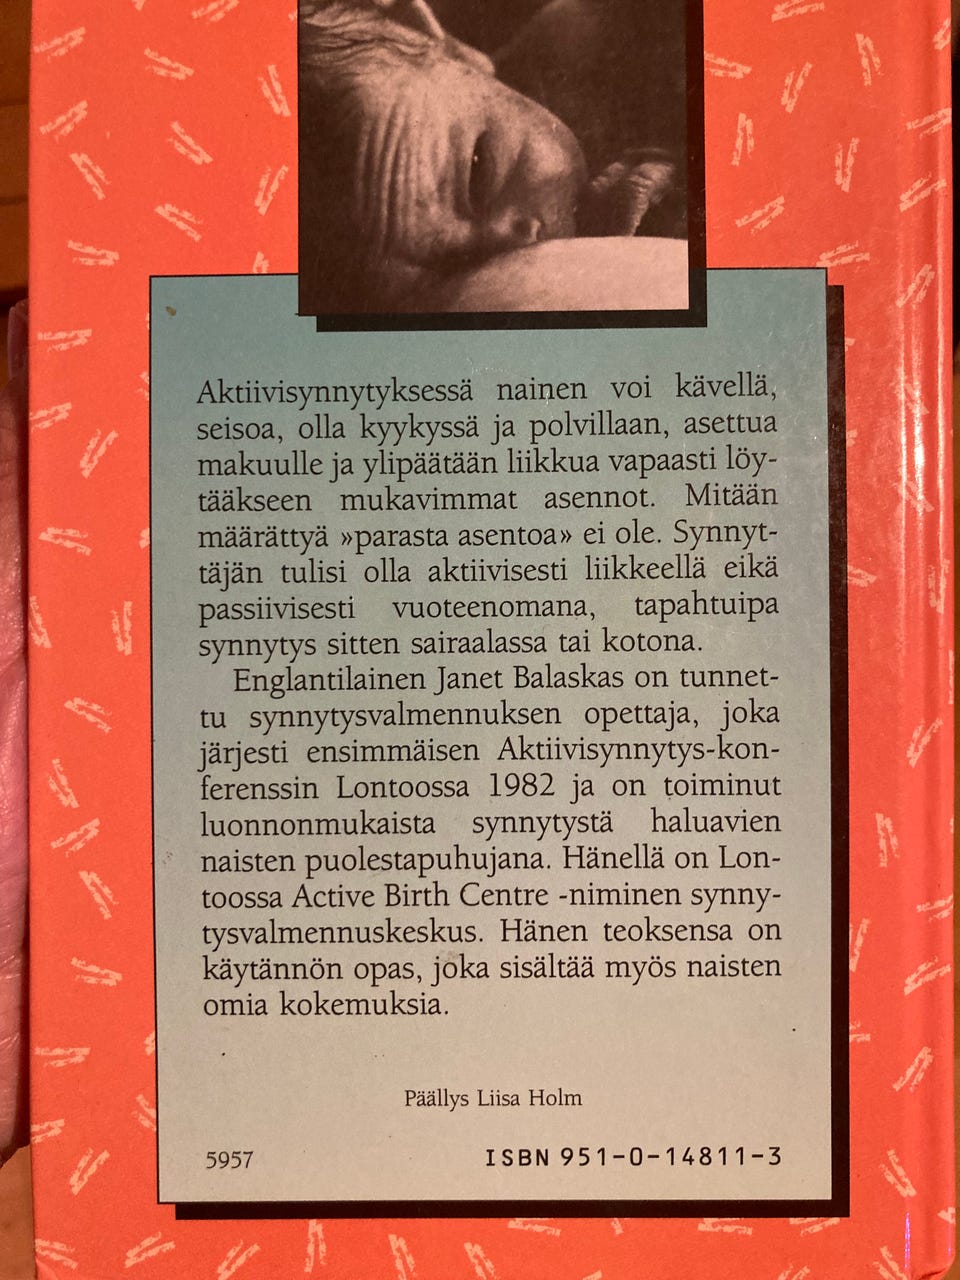 Aktiivisynnytyksessä nainen voi kävellä,
seisoa, olla kyykyssä ja polvillaan, asettua
makuulle ja ylipäätään liikkua vapaasti löy-
tääkseen mukavimmat asennot. Mitään
määrättyä »parasta asentoa» ei ole. Synnyt-
täjän tulisi olla aktiivisesti liikkeellä eikä
passiivisesti vuoteenomana, tapahtuipa
synnytys sitten sairaalassa tai kotona.
Englantilainen Janet Balaskas on tunnet-
tu synnytysvalmennuksen opettaja, joka
järjesti ensimmäisen Aktiivisynnytys-kon-
ferenssin Lontoossa 1982 ja on toiminut
luonnonmukaista synnytystä haluavien
naisten puolestapuhujana. Hänellä on Lon-
toossa Active Birth Centre -niminen synny-
tysvalmennuskeskus. Hänen teoksensa on
käytännön opas, joka sisältää myös naisten
omia kokemuksia.
Päällys Liisa Holm
5957 ISBN 951-0-14811-3